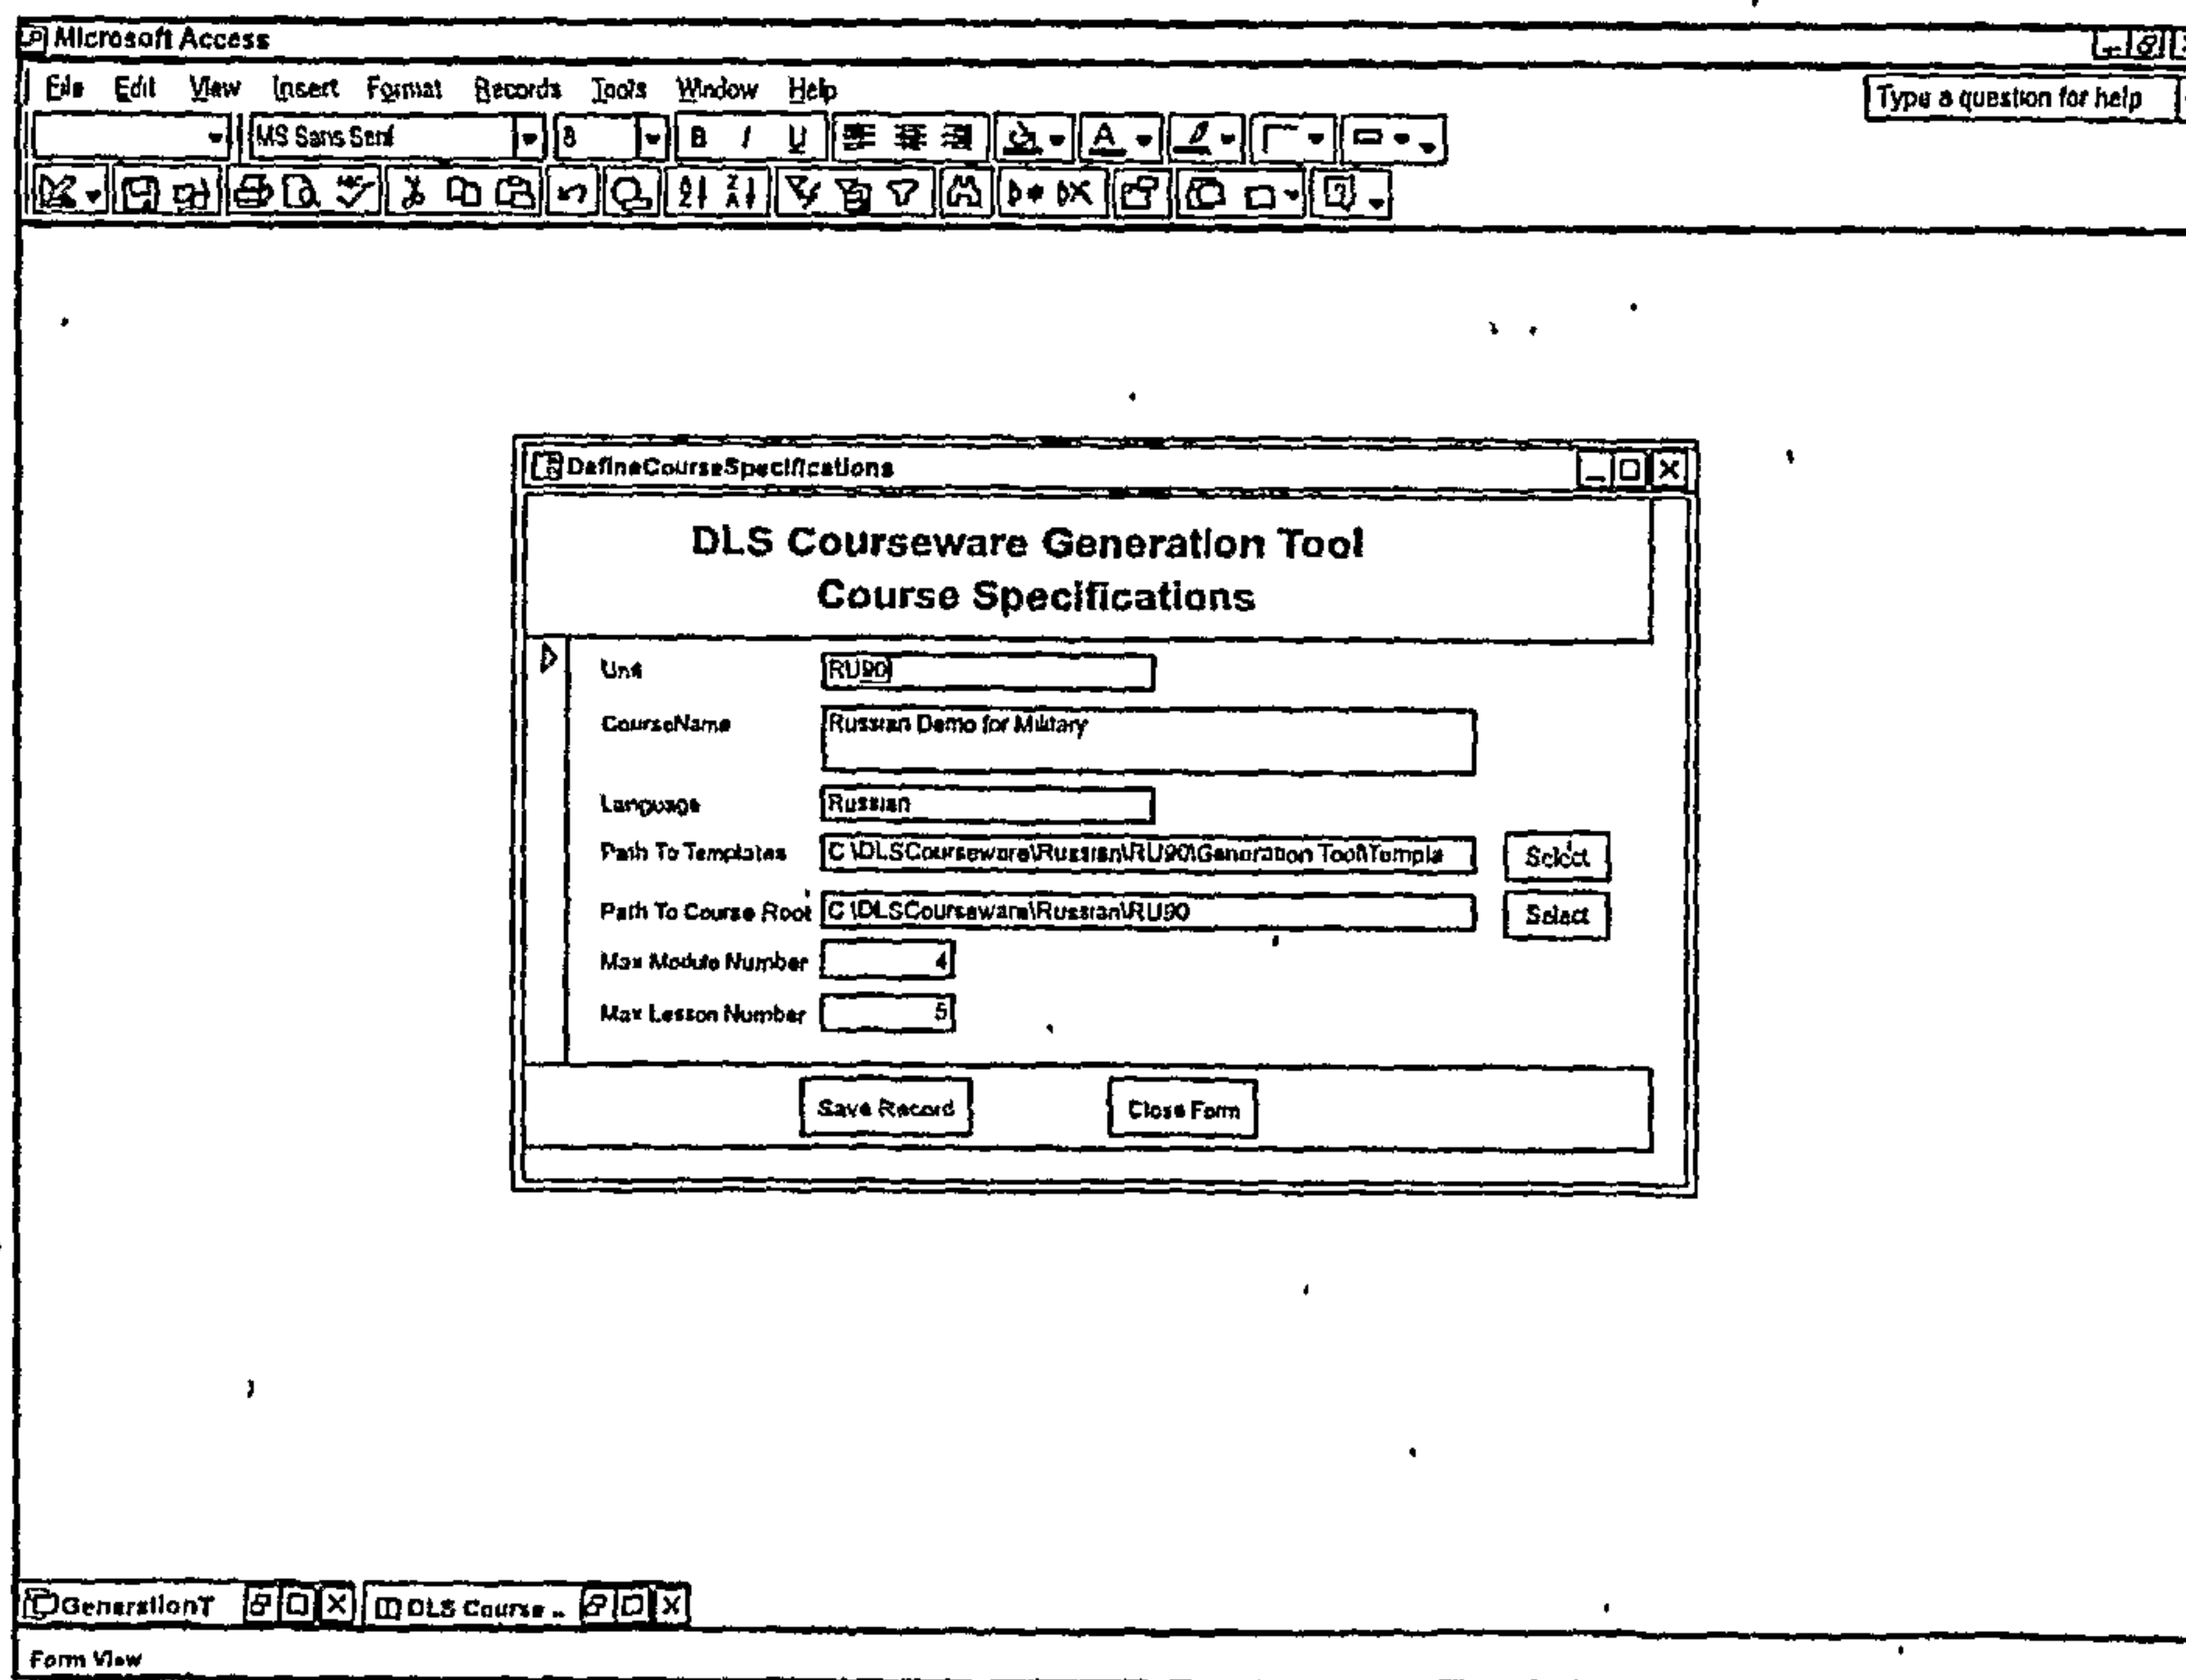 Microsoft Access
File Edit View Insert Format Records Tools Window Help
Type a question for help
MS Sans Serif 8 B I U A
DefineCourseSpecifications
DLS Courseware Generation Tool
Course Specifications
Unit RU90
CourseName Russian Demo for Military
Language Russian
Path To Templates C \DLSCourseware\Russian\RU90\Generation Tool\Templa Select
Path To Course Root C \DLSCourseware\Russian\RU90 Select
Max Module Number 4
Max Lesson Number 5
Save Record Close Form
GenerationT DLS Course ..
Form View